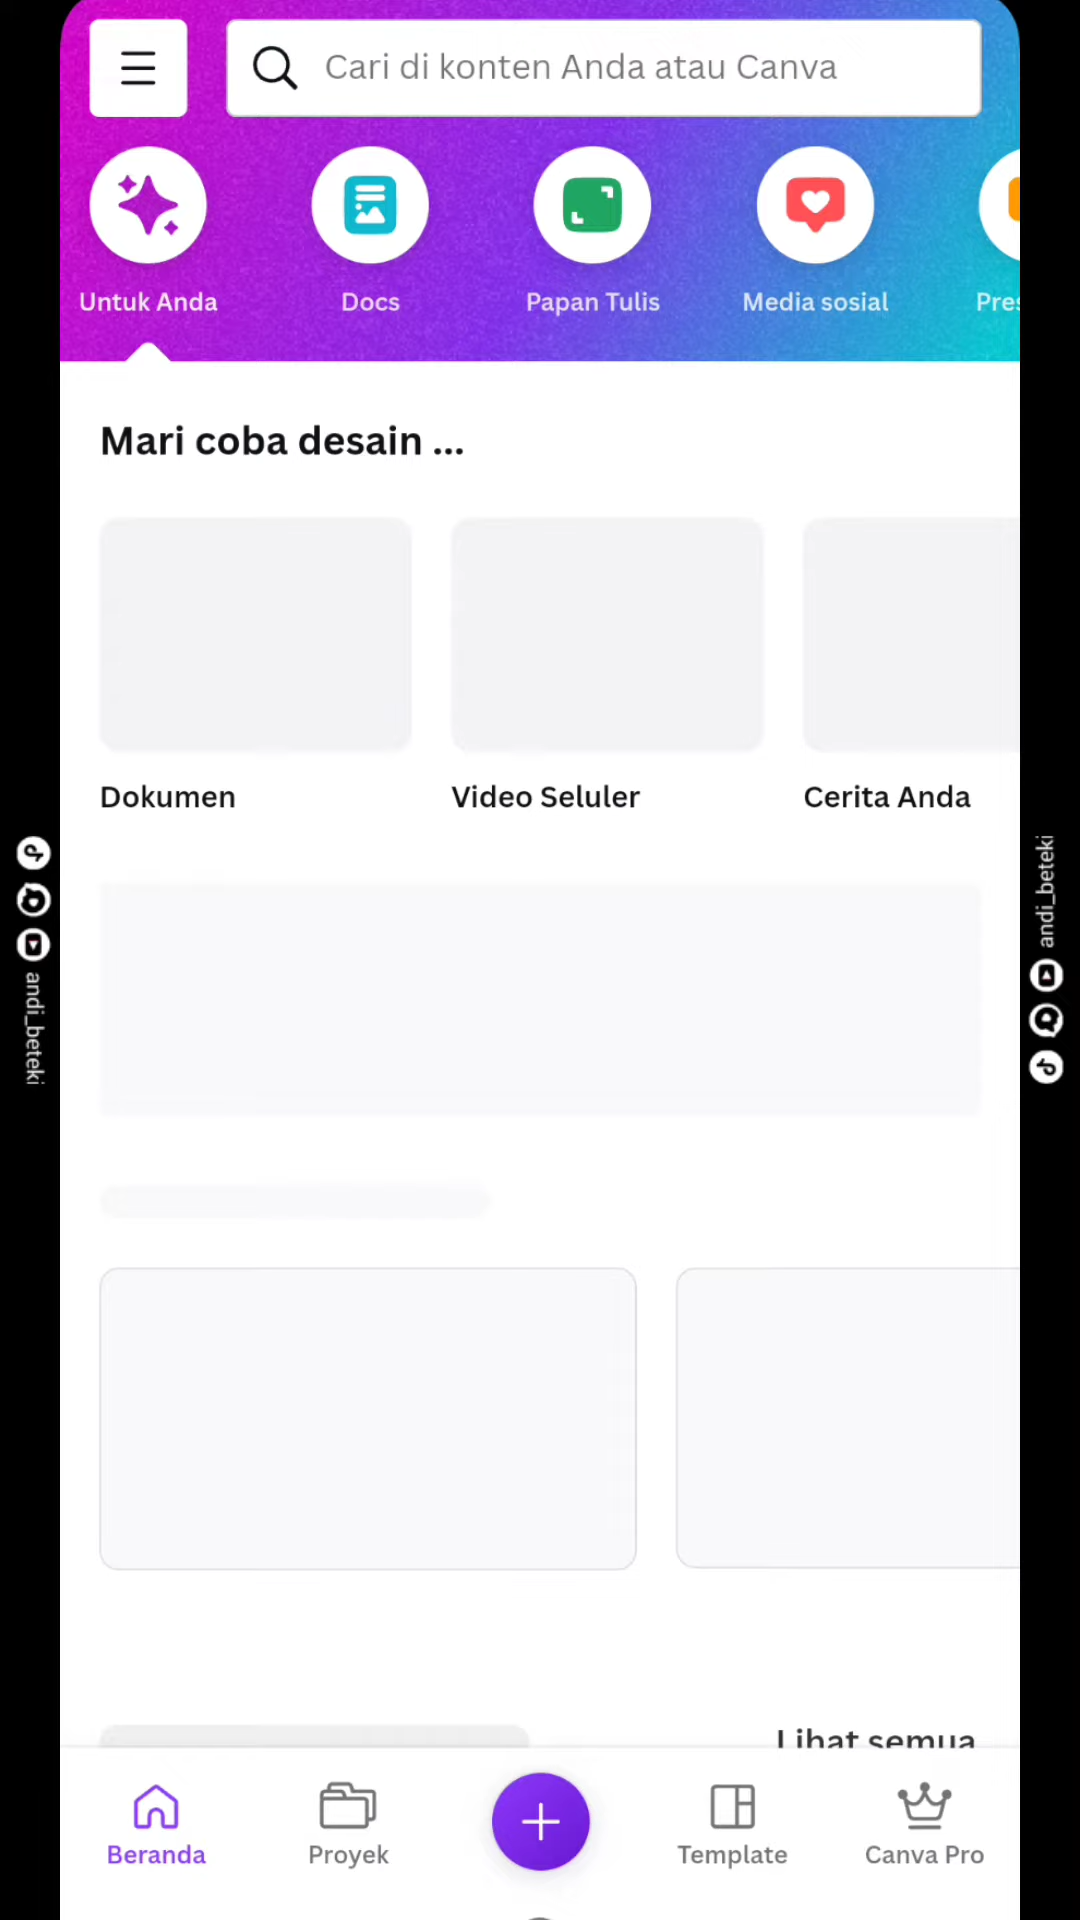 Cari di konten Anda atau Canva
Untuk Anda
Docs
Papan Tulis
Media sosial
Pres
Mari coba desain ...
Dokumen
Video Seluler
Cerita Anda
andi_beteki
andi_beteki
Lihat semua
Beranda
Proyek
Template
Canva Pro